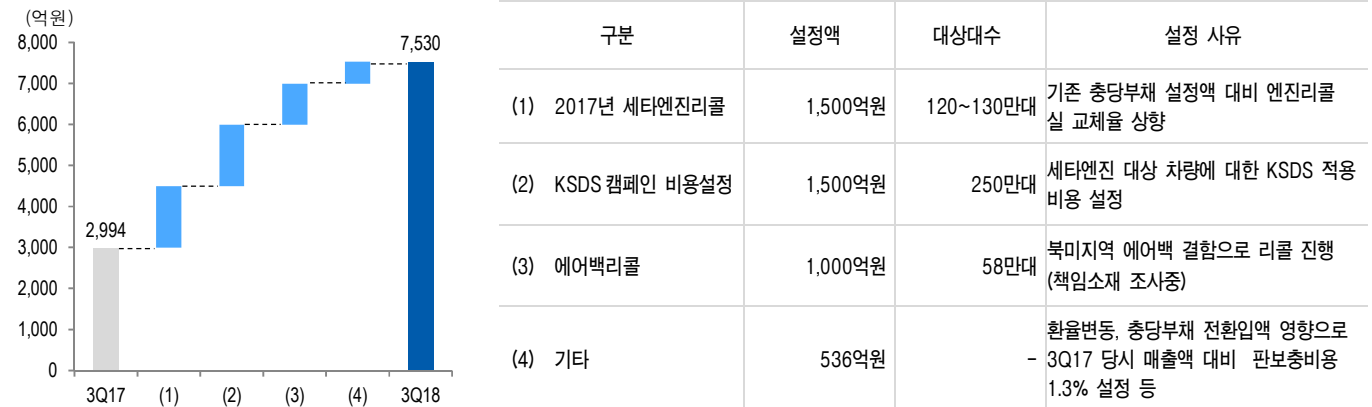 (억원)
8,000
7,000
6,000
5,000
4,000
3,000
2,000
1,000
0
2,994
7,530
3Q17 (1) (2) (3) (4) 3Q18
구분 설정액 대상대수 설정 사유
(1) 2017년 세타엔진리콜 1,500억원 120~130만대 기존 충당부채 설정액 대비 엔진리콜
실 교체율 상향
(2) KSDS 캠페인 비용설정 1,500억원 250만대 세타엔진 대상 차량에 대한 KSDS 적용
비용 설정
(3) 에어백리콜 1,000억원 58만대 북미지역 에어백 결함으로 리콜 진행
(책임소재 조사중)
(4) 기타 536억원 - 환율변동, 충당부채 전환입액 영향으로
3Q17 당시 매출액 대비 판보충비용
1.3% 설정 등